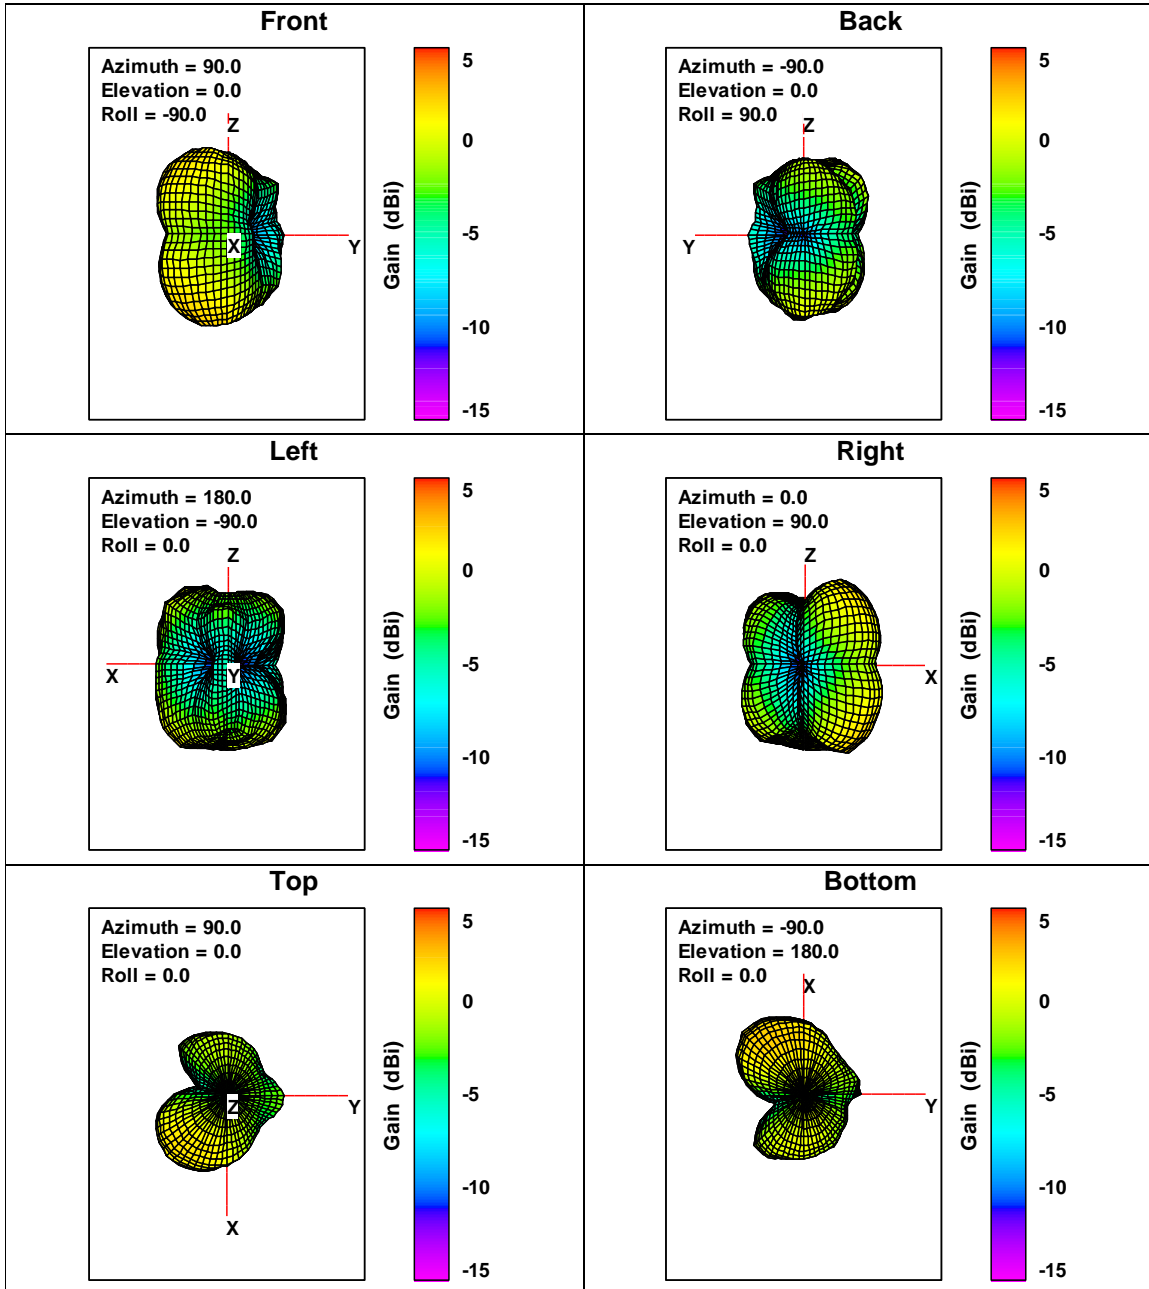 Front
Azimuth = 90.0
Elevation = 0.0
Roll = -90.0
Z
X
Y
5
0
-5
-10
-15
Gain (dBi)
Back
Azimuth = -90.0
Elevation = 0.0
Roll = 90.0
Z
Y
5
0
-5
-10
-15
Gain (dBi)
Left
Azimuth = 180.0
Elevation = -90.0
Roll = 0.0
Z
X
Y
5
0
-5
-10
-15
Gain (dBi)
Right
Azimuth = 0.0
Elevation = 90.0
Roll = 0.0
Z
X
5
0
-5
-10
-15
Gain (dBi)
Top
Azimuth = 90.0
Elevation = 0.0
Roll = 0.0
Z
Y
X
5
0
-5
-10
-15
Gain (dBi)
Bottom
Azimuth = -90.0
Elevation = 180.0
Roll = 0.0
X
Y
5
0
-5
-10
-15
Gain (dBi)